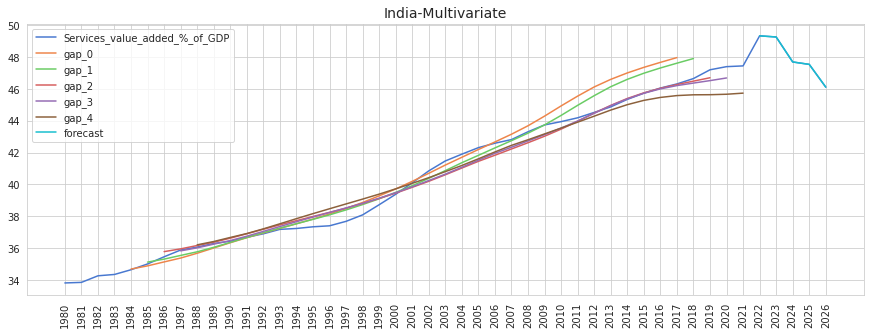 India-Multivariate
Services_value_added_%_of_GDP
gap_0
gap_1
gap_2
gap_3
gap_4
forecast
50
48
46
44
42
40
38
36
34
1980 1981 1982 1983 1984 1985 1986 1987 1988 1989 1990 1991 1992 1993 1994 1995 1996 1997 1998 1999 2000 2001 2002 2003 2004 2005 2006 2007 2008 2009 2010 2011 2012 2013 2014 2015 2016 2017 2018 2019 2020 2021 2022 2023 2024 2025 2026